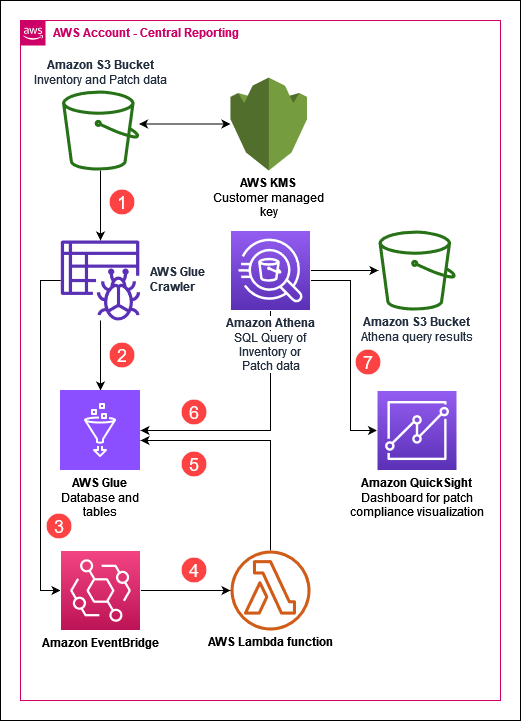 aws
AWS Account - Central Reporting
Amazon S3 Bucket
Inventory and Patch data
AWS KMS
Customer managed
key
1
AWS Glue
Crawler
Amazon Athena
SQL Query of
Inventory or
Patch data
Amazon S3 Bucket
Athena query results
2
7
6
5
AWS Glue
Database and
tables
Amazon QuickSight
Dashboard for patch
compliance visualization
3
4
Amazon EventBridge
AWS Lambda function